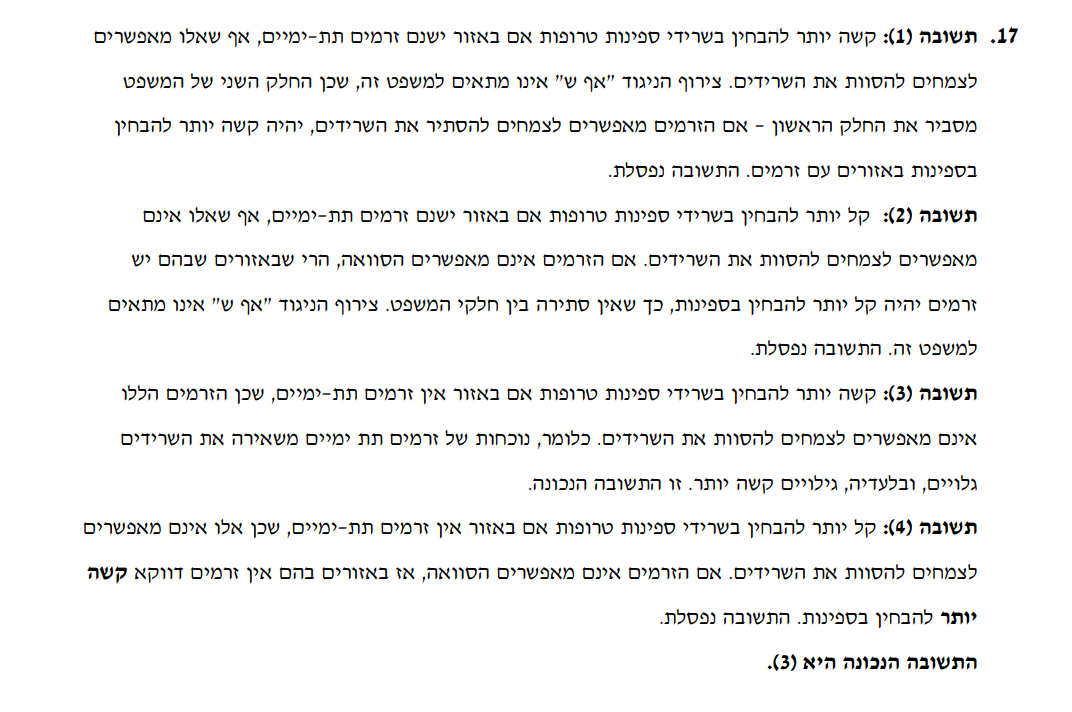 17. תשובה (1): קשה יותר להבחין בשרידי ספינות טרופות אם באזור ישנם זרמים תת-ימיים, אף שאלו מאפשרים
לצמחים להסוות את השרידים. צירוף הניגוד "אף ש" אינו מתאים למשפט זה, שכן החלק השני של המשפט
מסביר את החלק הראשון – אם הזרמים מאפשרים לצמחים להסתיר את השרידים, יהיה קשה יותר להבחין
בספינות באזורים עם זרמים. התשובה נפסלת.
תשובה (2): קל יותר להבחין בשרידי ספינות טרופות אם באזור ישנם זרמים תת-ימיים, אף שאלו אינם
מאפשרים לצמחים להסוות את השרידים. אם הזרמים אינם מאפשרים הסוואה, הרי שבאזורים שבהם יש
זרמים יהיה קל יותר להבחין בספינות, כך שאין סתירה בין חלקי המשפט. צירוף הניגוד "אף ש" אינו מתאים
למשפט זה. התשובה נפסלת.
תשובה (3): קשה יותר להבחין בשרידי ספינות טרופות אם באזור אין זרמים תת-ימיים, שכן הזרמים הללו
אינם מאפשרים לצמחים להסוות את השרידים. כלומר, נוכחות של זרמים תת ימיים משאירה את השרידים
גלויים, ובלעדיה, גילויים קשה יותר. זו התשובה הנכונה.
תשובה (4): קל יותר להבחין בשרידי ספינות טרופות אם באזור אין זרמים תת-ימיים, שכן אלו אינם מאפשרים
לצמחים להסוות את השרידים. אם הזרמים אינם מאפשרים הסוואה, אז באזורים בהם אין זרמים דווקא קשה
יותר להבחין בספינות. התשובה נפסלת.
התשובה הנכונה היא (3).